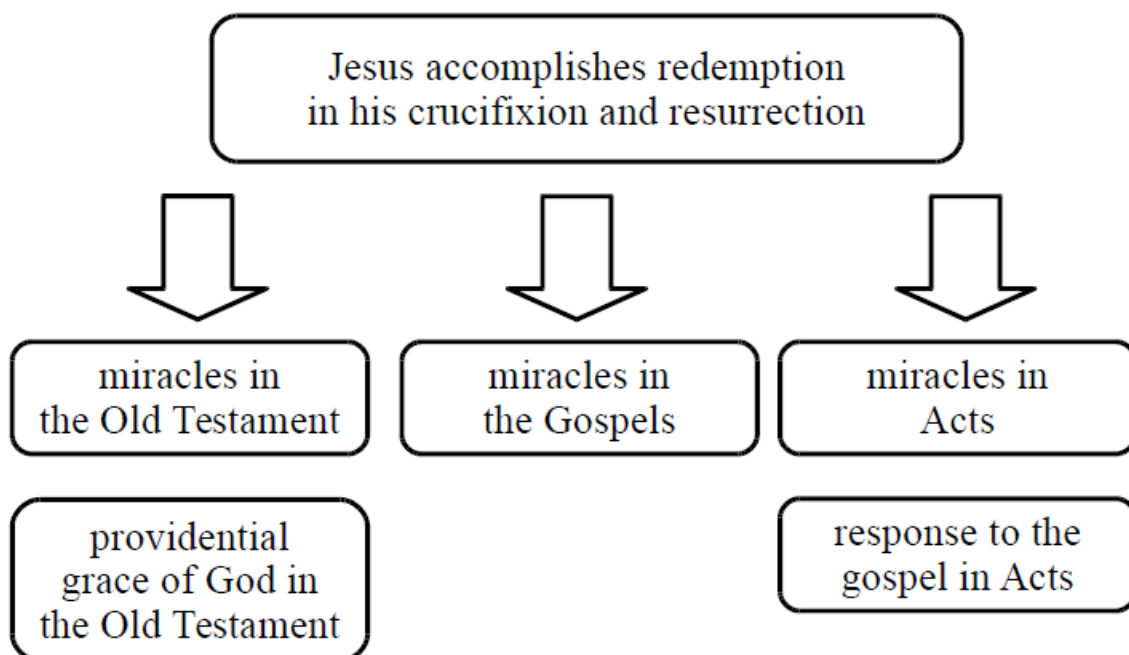 Jesus accomplishes redemption
in his crucifixion and resurrection
miracles in
the Old Testament
miracles in
the Gospels
miracles in
Acts
providential
grace of God in
the Old Testament
response to the
gospel in Acts